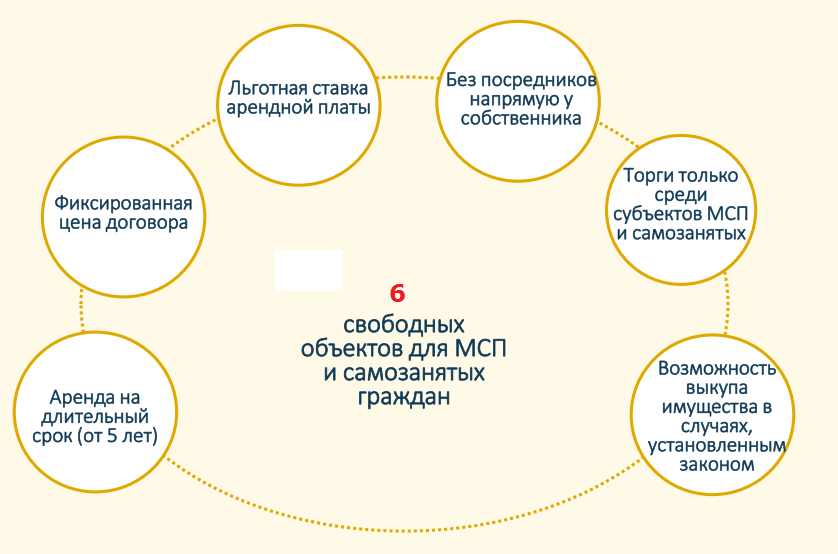 Льготная ставка
арендной платы
Без посредников
напрямую у
собственника
Фиксированная
цена договора
Торги только
среди
субъектов МСП
и самозанятых
6
свободных
объектов для МСП
и самозанятых
граждан
Аренда на
длительный
срок (от 5 лет)
Возможность
выкупа
имущества в
случаях,
установленным
законом